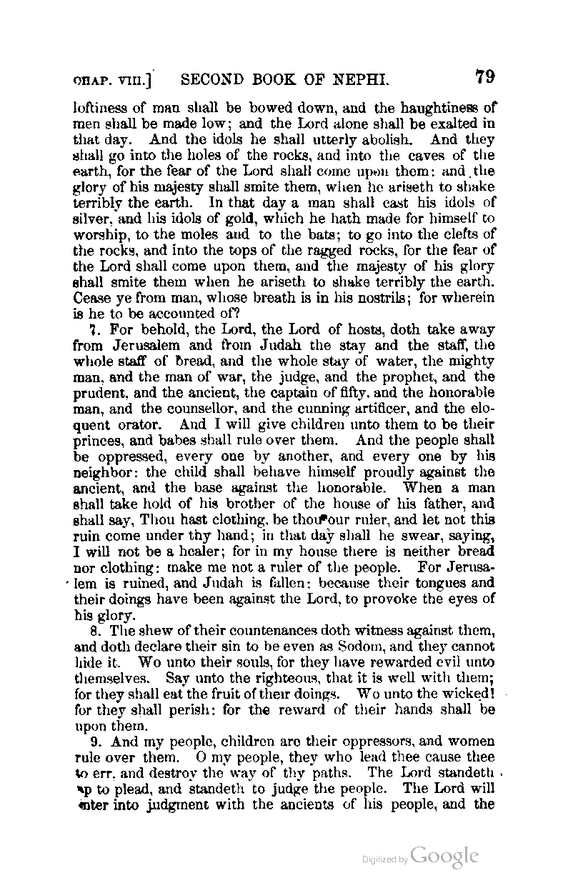 CHAP. VIII.] SECOND BOOK OF NEPHI. 79
loftiness of man shall be bowed down, and the haughtiness of
men shall be made low; and the Lord alone shall be exalted in
that day. And the idols he shall utterly abolish. And they
shall go into the holes of the rocks, and into the caves of the
earth, for the fear of the Lord shall come upon them: and the
glory of his majesty shall smite them, when he ariseth to shake
terribly the earth. In that day a man shall cast his idols of
silver, and his idols of gold, which he hath made for himself to
worship, to the moles and to the bats; to go into the clefts of
the rocks, and into the tops of the ragged rocks, for the fear of
the Lord shall come upon them, and the majesty of his glory
shall smite them when he ariseth to shake terribly the earth.
Cease ye from man, whose breath is in his nostrils; for wherein
is he to be accounted of?
7. For behold, the Lord, the Lord of hosts, doth take away
from Jerusalem and from Judah the stay and the staff, the
whole staff of bread, and the whole stay of water, the mighty
man, and the man of war, the judge, and the prophet, and the
prudent, and the ancient, the captain of fifty, and the honorable
man, and the counsellor, and the cunning artificer, and the elo-
quent orator. And I will give children unto them to be their
princes, and babes shall rule over them. And the people shall
be oppressed, every one by another, and every one by his
neighbor: the child shall behave himself proudly against the
ancient, and the base against the honorable. When a man
shall take hold of his brother of the house of his father, and
shall say, Thou hast clothing, be thou our ruler, and let not this
ruin come under thy hand; in that day shall he swear, saying,
I will not be a healer; for in my house there is neither bread
nor clothing: make me not a ruler of the people. For Jerusa-
lem is ruined, and Judah is fallen: because their tongues and
their doings have been against the Lord, to provoke the eyes of
his glory.
8. The shew of their countenances doth witness against them,
and doth declare their sin to be even as Sodom, and they cannot
hide it. Wo unto their souls, for they have rewarded evil unto
themselves. Say unto the righteous, that it is well with them;
for they shall eat the fruit of their doings. Wo unto the wicked!
for they shall perish: for the reward of their hands shall be
upon them.
9. And my people, children are their oppressors, and women
rule over them. O my people, they who lead thee cause thee
to err, and destroy the way of thy paths. The Lord standeth
up to plead, and standeth to judge the people. The Lord will
enter into judgment with the ancients of his people, and the
Digitized by Google